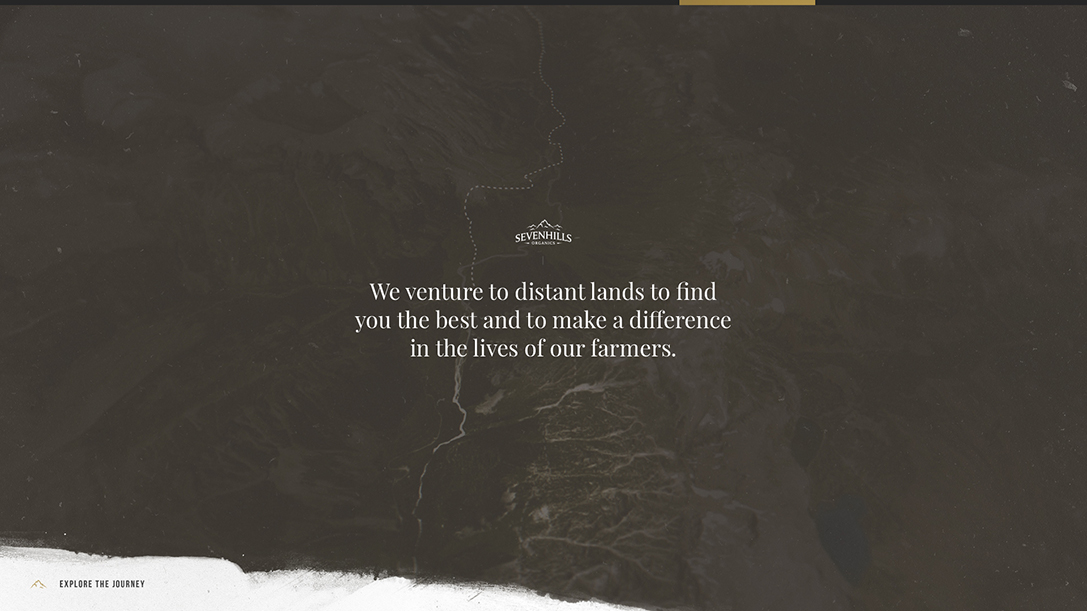 SEVENHILLS
ORGANICS
We venture to distant lands to find
you the best and to make a difference
in the lives of our farmers.
EXPLORE THE JOURNEY